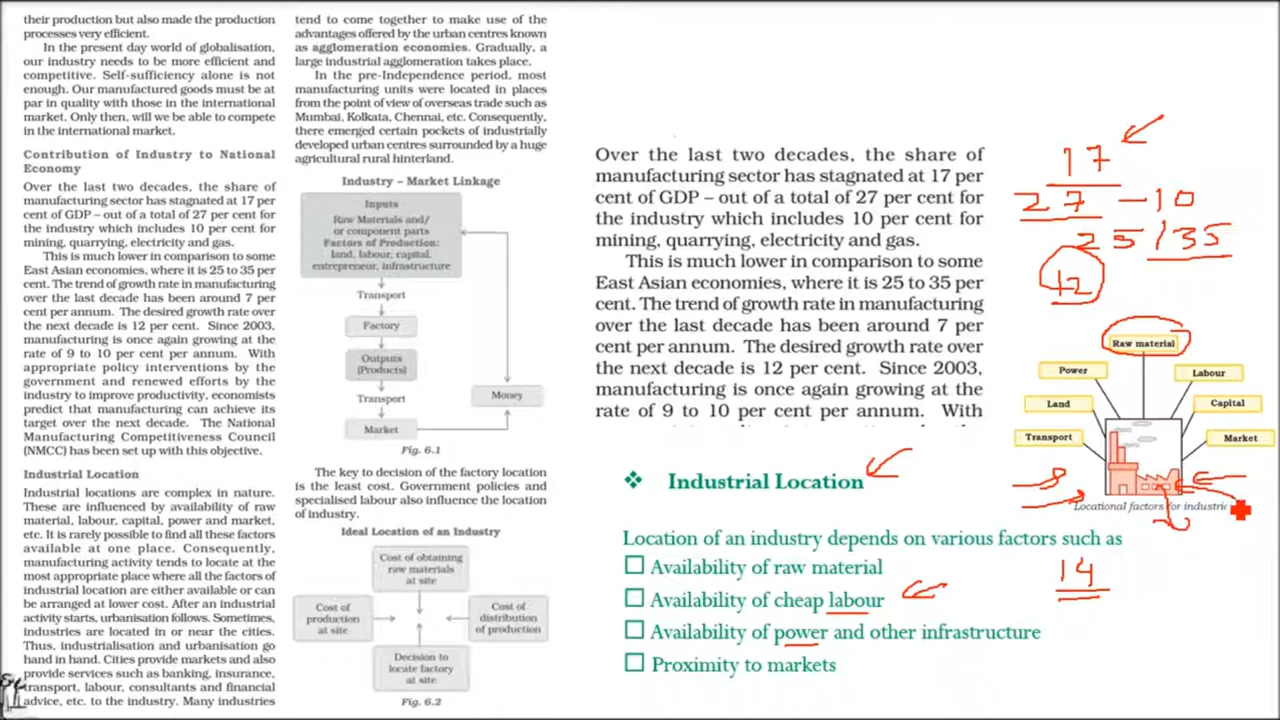 their production but also made the production
processes very efficient.
In the present day world of globalisation,
our industry needs to be more efficient and
competitive. Self-sufficiency alone is not
enough. Our manufactured goods must be at
par in quality with those in the international
market. Only then, will we be able to compete
in the international market.
Contribution of Industry to National
Economy
Over the last two decades, the share of
manufacturing sector has stagnated at 17 per
cent of GDP – out of a total of 27 per cent for
the industry which includes 10 per cent for
mining, quarrying, electricity and gas.
This is much lower in comparison to some
East Asian economies, where it is 25 to 35 per
cent. The trend of growth rate in manufacturing
over the last decade has been around 7 per
cent per annum. The desired growth rate over
the next decade is 12 per cent. Since 2003,
manufacturing is once again growing at the
rate of 9 to 10 per cent per annum. With
appropriate policy interventions by the
government and renewed efforts by the
industry to improve productivity, economists
predict that manufacturing can achieve its
target over the next decade. The National
Manufacturing Competitiveness Council
(NMCC) has been set up with this objective.
Industrial Location
Industrial locations are complex in nature.
These are influenced by availability of raw
material, labour, capital, power and market,
etc. It is rarely possible to find all these factors
available at one place. Consequently,
manufacturing activity tends to locate at the
most appropriate place where all the factors of
industrial location are either available or can
be arranged at lower cost. After an industrial
activity starts, urbanisation follows. Sometimes,
industries are located in or near the cities.
Thus, industrialisation and urbanisation go
hand in hand. Cities provide markets and also
provide services such as banking, insurance,
transport, labour, consultants and financial
advice, etc. to the industry. Many industries
tend to come together to make use of the
advantages offered by the urban centres known
as agglomeration economies. Gradually, a
large industrial agglomeration takes place.
In the pre-Independence period, most
manufacturing units were located in places
from the point of view of overseas trade such as
Mumbai, Kolkata, Chennai, etc. Consequently,
there emerged certain pockets of industrially
developed urban centres surrounded by a huge
agricultural rural hinterland.
Industry – Market Linkage
Inputs
Raw Materials and/
or component parts
Factors of Production:
land, labour, capital,
entrepreneur, infrastructure
Transport
Factory
Outputs
(Products)
Transport
Money
Market
Fig. 6.1
The key to decision of the factory location
is the least cost. Government policies and
specialised labour also influence the location
of industry.
Ideal Location of an Industry
Cost of obtaining
raw materials
at site
Cost of
production
at site
Cost of
distribution
of production
Decision to
locate factory
at site
Fig. 6.2
Over the last two decades, the share of
manufacturing sector has stagnated at 17 per
cent of GDP – out of a total of 27 per cent for
the industry which includes 10 per cent for
mining, quarrying, electricity and gas.
This is much lower in comparison to some
East Asian economies, where it is 25 to 35 per
cent. The trend of growth rate in manufacturing
over the last decade has been around 7 per
cent per annum. The desired growth rate over
the next decade is 12 per cent. Since 2003,
manufacturing is once again growing at the
rate of 9 to 10 per cent per annum. With
17
27 – 10
25/35
12
Raw material
Power
Labour
Land
Capital
Transport
Market
Locational factors for industri
❖ Industrial Location
Location of an industry depends on various factors such as
Availability of raw material
Availability of cheap labour
Availability of power and other infrastructure
Proximity to markets
14